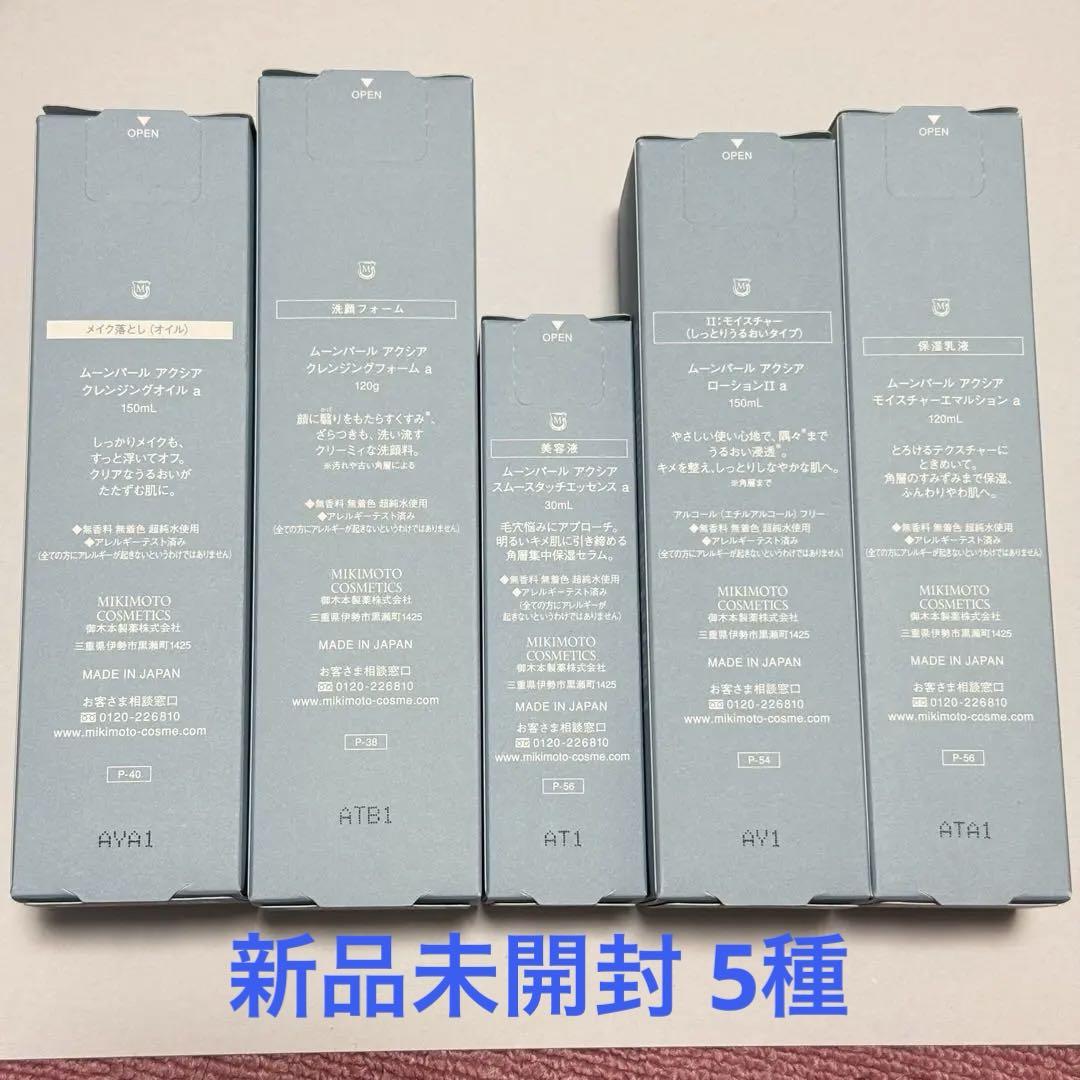 OPEN
メイク落とし(オイル)
ムーンパール アクシア
クレンジングオイル a
150mL
しっかりメイクも、
すっと浮いてオフ。
クリアなうるおいが
たたずむ肌に。
◆無香料 無着色 超純水使用
◆アレルギーテスト済み
(全ての方にアレルギーが起きないというわけではありません)
MIKIMOTO
COSMETICS
御木本製薬株式会社
三重県伊勢市黒瀬町1425
MADE IN JAPAN
お客さま相談窓口
0120-226810
www.mikimoto-cosme.com
P-40
AYA1
OPEN
洗顔フォーム
ムーンパール アクシア
クレンジングフォーム a
120g
顔に翳りをもたらすくすみ※、
ざらつきも、洗い流す
クリーミィな洗顔料。
※汚れや古い角層による
◆無香料 無着色 超純水使用
◆アレルギーテスト済み
(全ての方にアレルギーが起きないというわけではありません)
MIKIMOTO
COSMETICS
御木本製薬株式会社
三重県伊勢市黒瀬町1425
MADE IN JAPAN
お客さま相談窓口
0120-226810
www.mikimoto-cosme.com
P-38
ATB1
OPEN
美容液
ムーンパール アクシア
スムースタッチエッセンス a
30mL
毛穴悩みにアプローチ。
明るいキメ肌に引き締める
角層集中保湿セラム。
◆無香料 無着色 超純水使用
◆アレルギーテスト済み
(全ての方にアレルギーが
起きないというわけではありません)
MIKIMOTO
COSMETICS
御木本製薬株式会社
三重県伊勢市黒瀬町1425
MADE IN JAPAN
お客さま相談窓口
0120-226810
www.mikimoto-cosme.com
P-56
AT1
OPEN
II:モイスチャー
(しっとりうるおいタイプ)
ムーンパール アクシア
ローションII a
150mL
やさしい使い心地で、隅々※まで
うるおい浸透※。
キメを整え、しっとりしなやかな肌へ。
※角層まで
アルコール(エチルアルコール)フリー
◆無香料 無着色 超純水使用
◆アレルギーテスト済み
(全ての方にアレルギーが起きないというわけではありません)
MIKIMOTO
COSMETICS
御木本製薬株式会社
三重県伊勢市黒瀬町1425
MADE IN JAPAN
お客さま相談窓口
0120-226810
www.mikimoto-cosme.com
P-54
AY1
OPEN
保湿乳液
ムーンパール アクシア
モイスチャーエマルション a
120mL
とろけるテクスチャーに
ときめいて。
角層のすみずみまで保湿、
ふんわりやわ肌へ。
◆無香料 無着色 超純水使用
◆アレルギーテスト済み
(全ての方にアレルギーが起きないというわけではありません)
MIKIMOTO
COSMETICS
御木本製薬株式会社
三重県伊勢市黒瀬町1425
MADE IN JAPAN
お客さま相談窓口
0120-226810
www.mikimoto-cosme.com
P-56
ATA1
新品未開封 5種